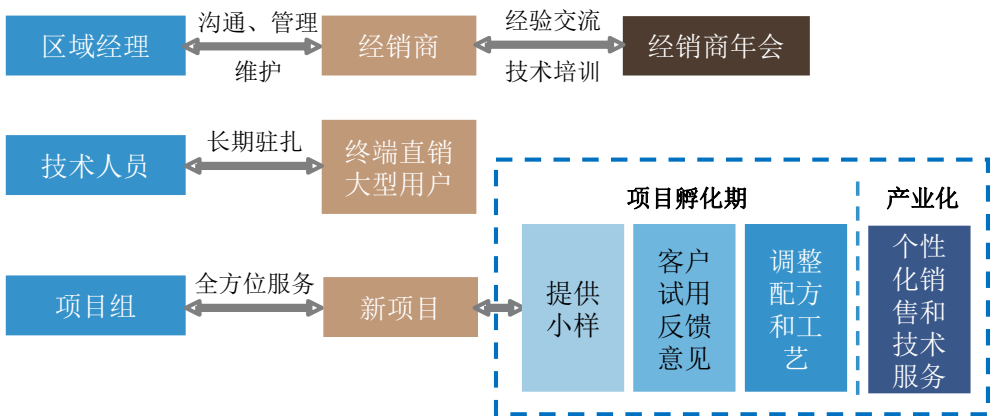 区域经理
沟通、管理
维护
经销商
经验交流
技术培训
经销商年会
技术人员
长期驻扎
终端直销
大型用户
项目组
全方位服务
新项目
项目孵化期
提供
小样
客户
试用
反馈
意见
调整
配方
和工
艺
产业化
个性
化销
售和
技术
服务